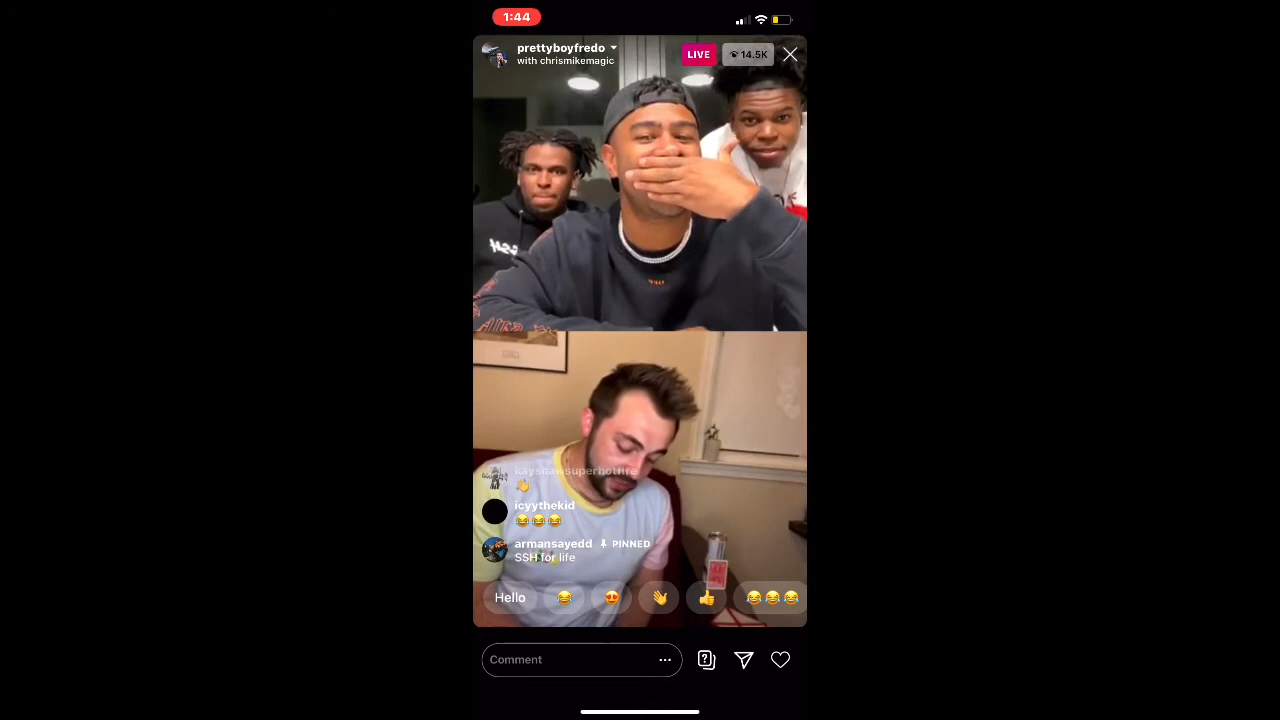 1:44
prettyboyfredo
with chrismikemagic
LIVE
14.5K
icyythekid
armansayedd PINNED
SSH for life
Hello
Comment